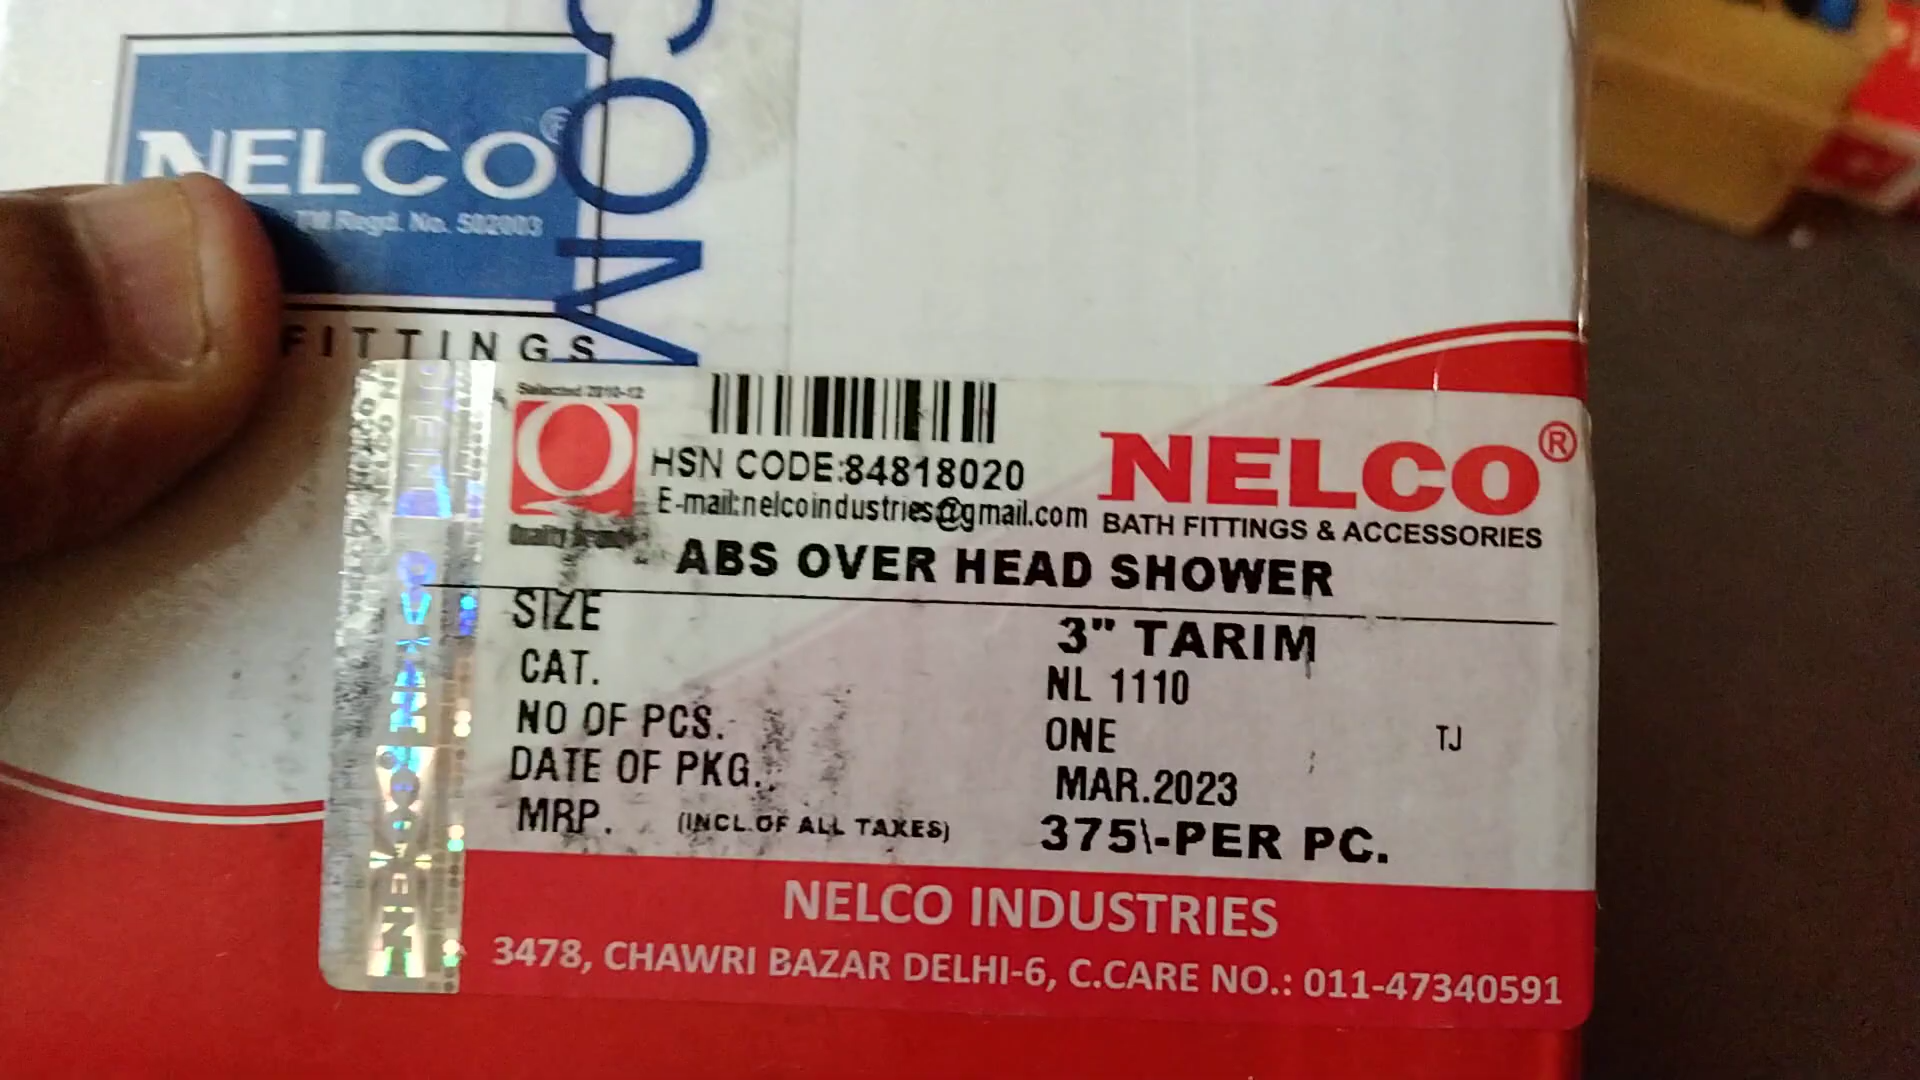 NELCO
TM Regd. No. 502003
FITTINGS
COM
Selected 2010-12
HSN CODE:84818020
E-mail:nelcoindustries@gmail.com
NELCO®
BATH FITTINGS & ACCESSORIES
Quality
ABS OVER HEAD SHOWER
SIZE 3" TARIM
CAT. NL 1110
NO OF PCS. ONE TJ
DATE OF PKG. MAR.2023
MRP. (INCL.OF ALL TAXES) 375\-PER PC.
NELCO INDUSTRIES
3478, CHAWRI BAZAR DELHI-6, C.CARE NO.: 011-47340591